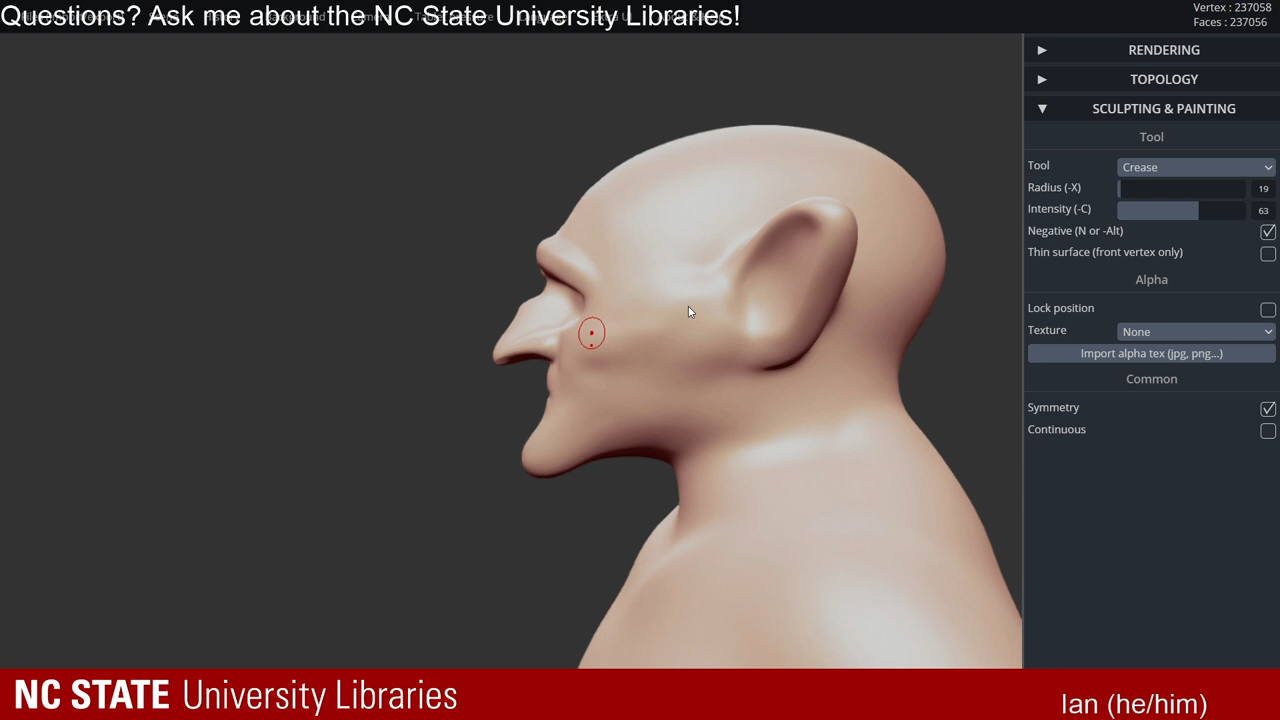 Questions? Ask me about the NC State University Libraries!
Vertex : 237058
Faces : 237056
RENDERING
TOPOLOGY
SCULPTING & PAINTING
Tool
Tool Crease
Radius (-X) 19
Intensity (-C) 63
Negative (N or -Alt)
Thin surface (front vertex only)
Alpha
Lock position
Texture None
Import alpha tex (jpg, png...)
Common
Symmetry
Continuous
NC STATE University Libraries
Ian (he/him)